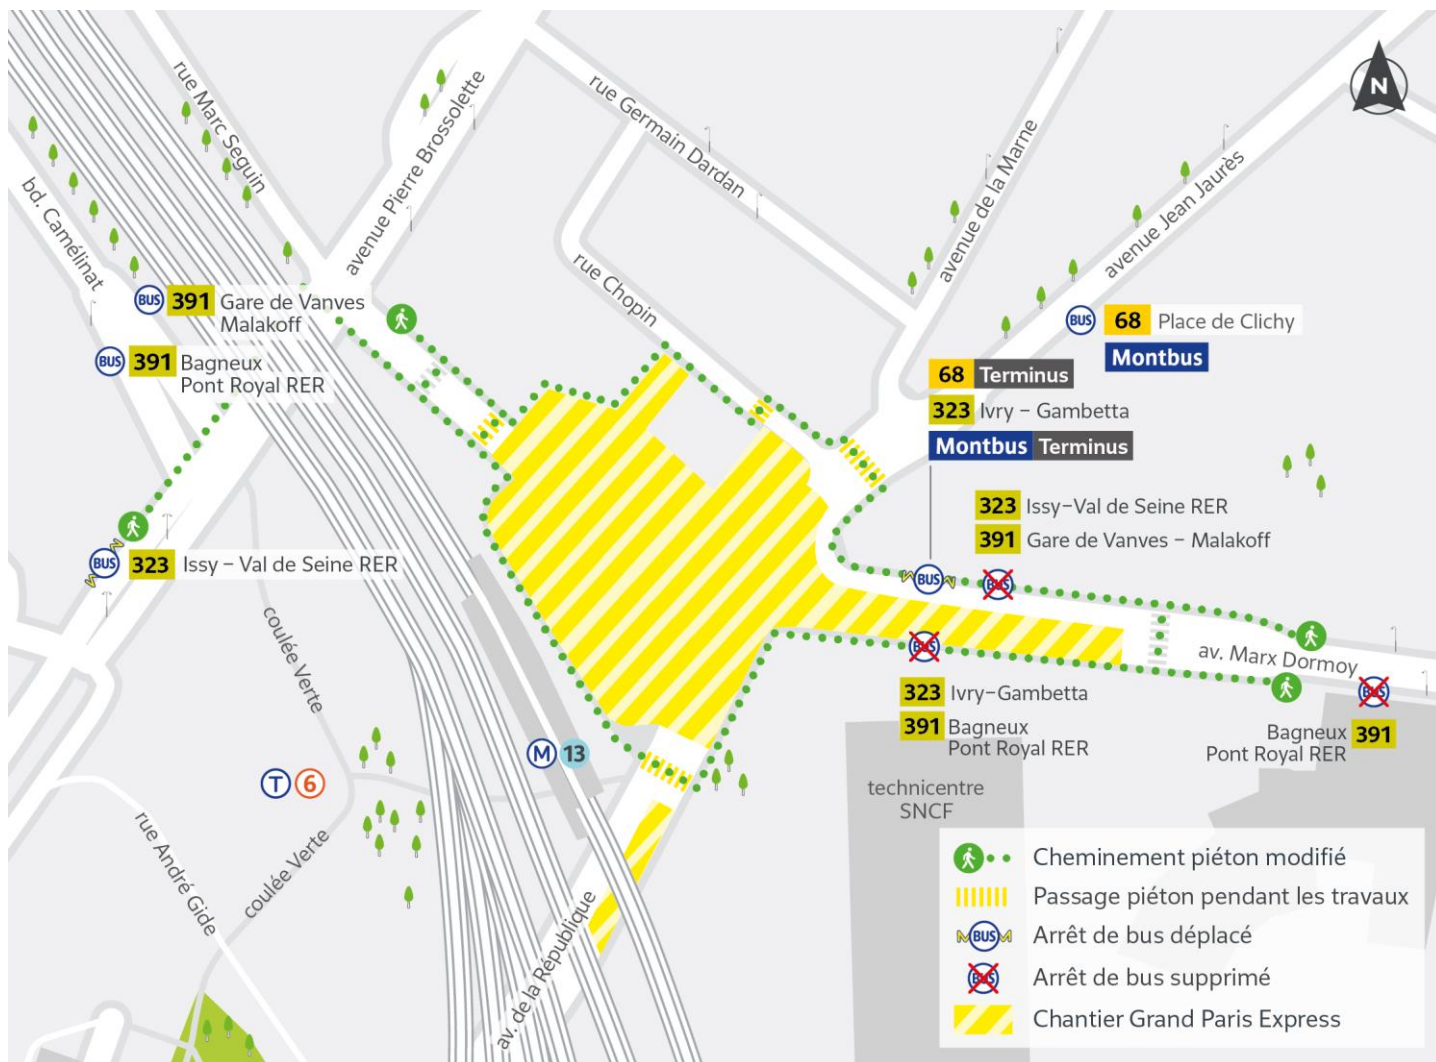 N
rue Marc Seguin
avenue Pierre Brossolette
rue Germain Dardan
avenue de la Marne
avenue Jean Jaurès
bd. Camélinat
rue Chopin
BUS 391 Gare de Vanves
Malakoff
BUS 391 Bagneux
Pont Royal RER
BUS 68 Place de Clichy
Montbus
68 Terminus
323 Ivry – Gambetta
Montbus Terminus
323 Issy–Val de Seine RER
391 Gare de Vanves – Malakoff
BUS 323 Issy – Val de Seine RER
BUS
BUS
BUS
av. Marx Dormoy
323 Ivry–Gambetta
391 Bagneux
Pont Royal RER
BUS
Bagneux 391
Pont Royal RER
coulée Verte
M 13
T 6
technicentre
SNCF
rue André Gide
coulée Verte
av. de la République
Cheminement piéton modifié
Passage piéton pendant les travaux
BUS Arrêt de bus déplacé
BUS Arrêt de bus supprimé
Chantier Grand Paris Express